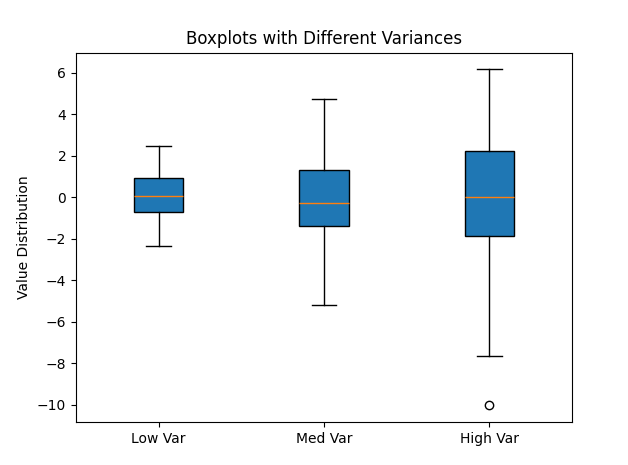 Boxplots with Different Variances
Value Distribution
6
4
2
0
−2
−4
−6
−8
−10
Low Var
Med Var
High Var